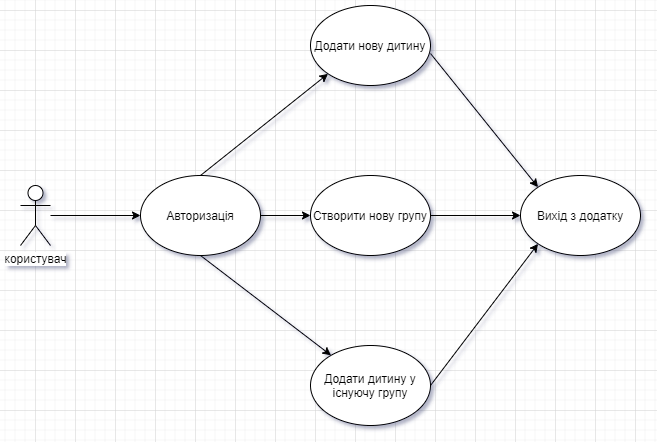 Додати нову дитину
користувач
Авторизація
Створити нову групу
Вихід з додатку
Додати дитину у
існуючу групу